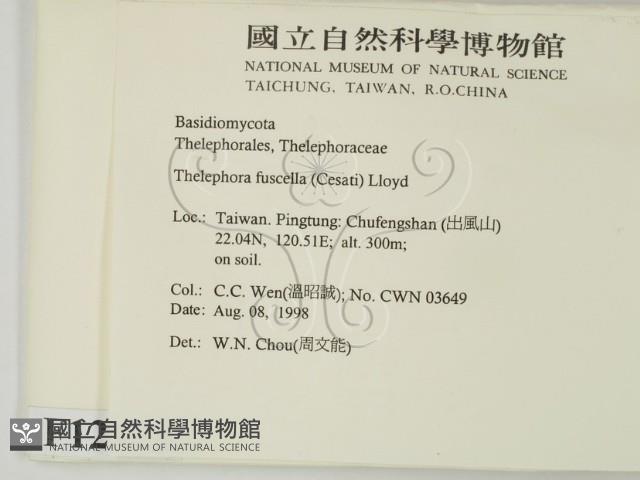 國立自然科學博物館
NATIONAL MUSEUM OF NATURAL SCIENCE
TAICHUNG, TAIWAN, R.O.CHINA
Basidiomycota
Thelephorales, Thelephoraceae
Thelephora fuscella (Cesati) Lloyd
Loc.: Taiwan. Pingtung: Chufengshan (出風山)
22.04N, 120.51E; alt. 300m;
on soil.
Col.: C.C. Wen(溫昭誠); No. CWN 03649
Date: Aug. 08, 1998
Det.: W.N. Chou(周文能)
F12
國立自然科學博物館
NATIONAL MUSEUM OF NATURAL SCIENCE